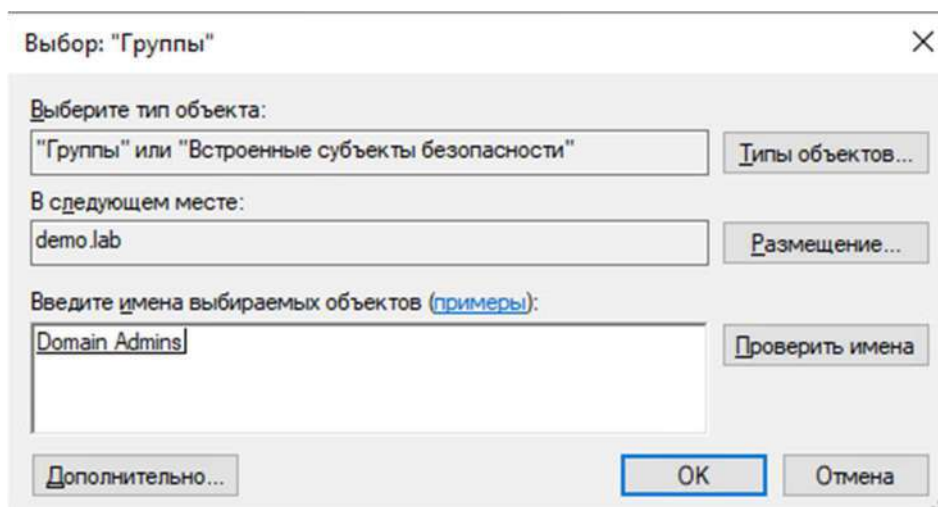 Выбор: "Группы"
Выберите тип объекта:
"Группы" или "Встроенные субъекты безопасности"
Типы объектов...
В следующем месте:
demo.lab
Размещение...
Введите имена выбираемых объектов (примеры):
Domain Admins
Проверить имена
Дополнительно...
OK
Отмена